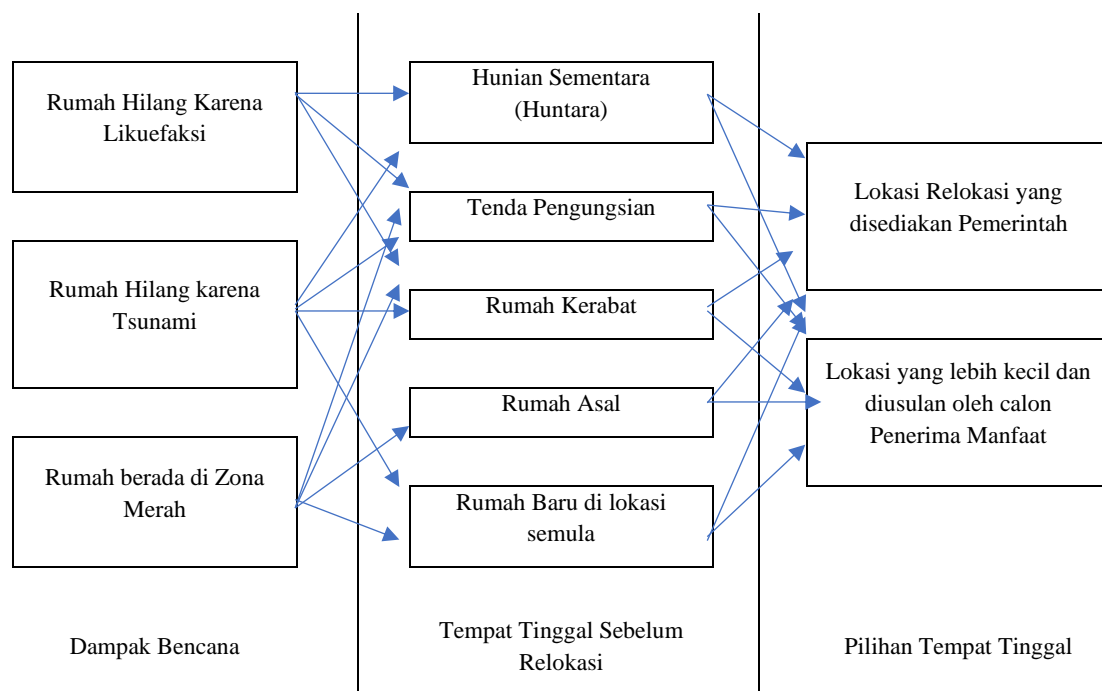 Rumah Hilang Karena
Likuefaksi
Rumah Hilang karena
Tsunami
Rumah berada di Zona
Merah
Dampak Bencana
Hunian Sementara
(Huntara)
Tenda Pengungsian
Rumah Kerabat
Rumah Asal
Rumah Baru di lokasi
semula
Tempat Tinggal Sebelum
Relokasi
Lokasi Relokasi yang
disediakan Pemerintah
Lokasi yang lebih kecil dan
diusulan oleh calon
Penerima Manfaat
Pilihan Tempat Tinggal